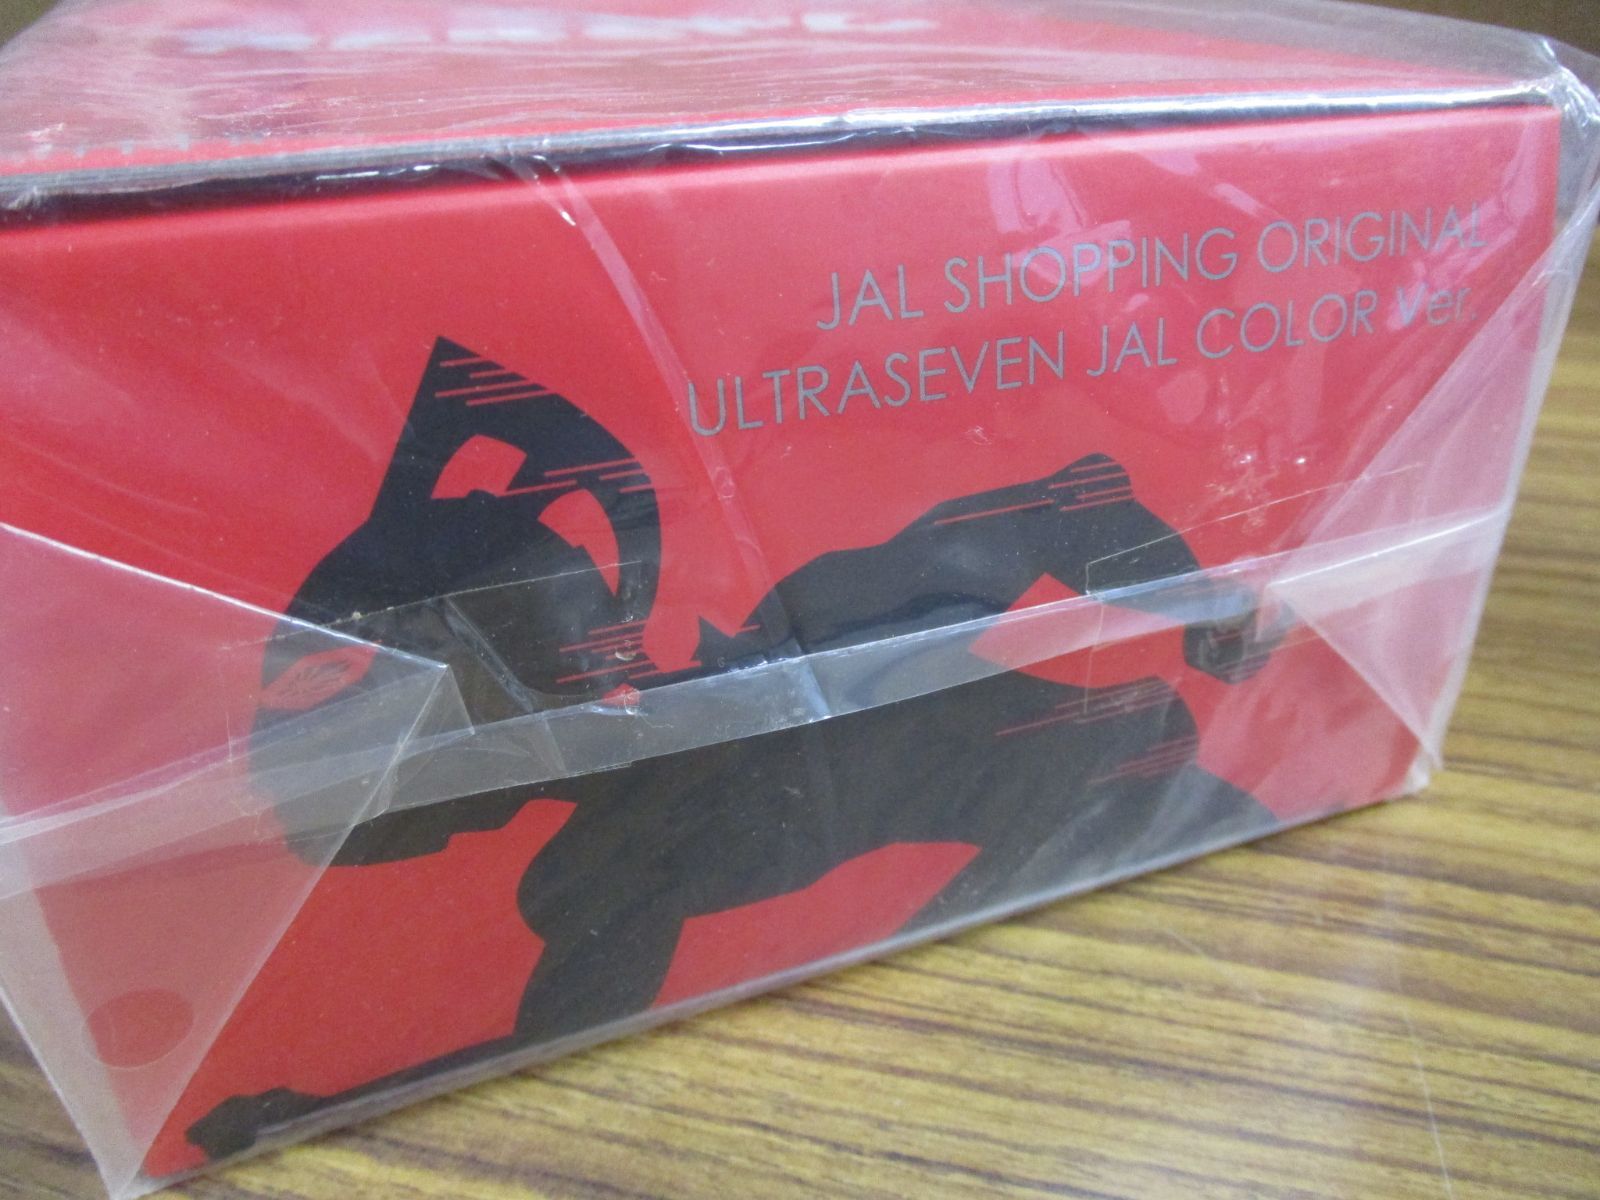 JAL SHOPPING ORIGINAL
ULTRASEVEN JAL COLOR Ver.